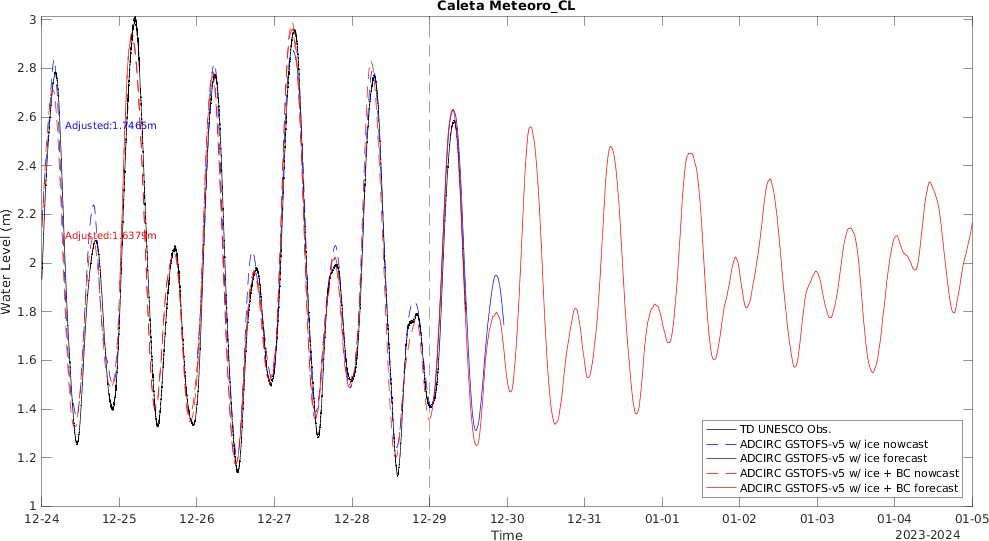 Caleta Meteoro_CL
3
2.8
2.6
2.4
2.2
2
1.8
1.6
1.4
1.2
1
Water Level (m)
Adjusted:1.7465m
Adjusted:1.6379m
TD UNESCO Obs.
ADCIRC GSTOFS-v5 w/ ice nowcast
ADCIRC GSTOFS-v5 w/ ice forecast
ADCIRC GSTOFS-v5 w/ ice + BC nowcast
ADCIRC GSTOFS-v5 w/ ice + BC forecast
12-24 12-25 12-26 12-27 12-28 12-29 12-30 12-31 01-01 01-02 01-03 01-04 01-05
Time
2023-2024